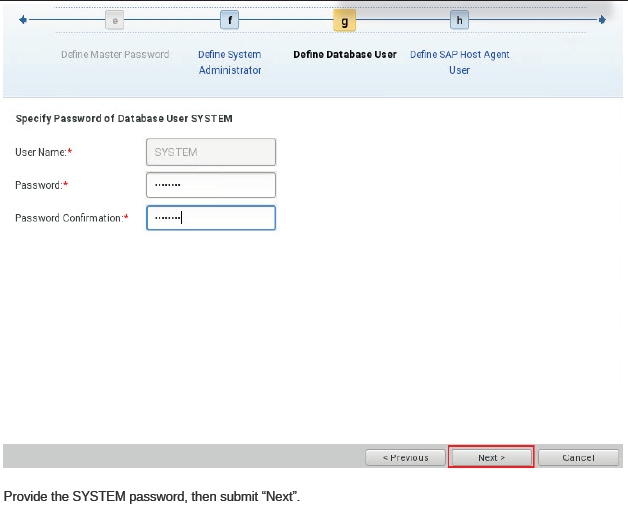 e f g h
Define Master Password Define System Administrator Define Database User Define SAP Host Agent User
Specify Password of Database User SYSTEM
User Name:* SYSTEM
Password:* ········
Password Confirmation:* ········
< Previous Next > Cancel
Provide the SYSTEM password, then submit “Next”.